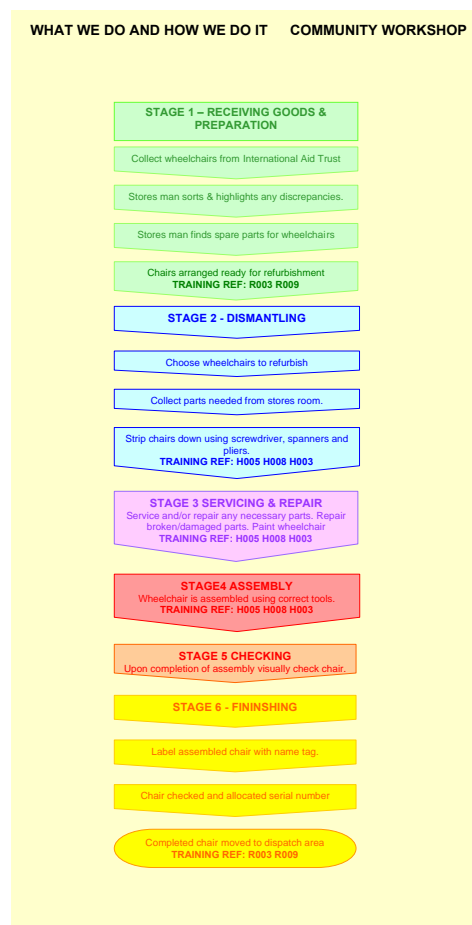 WHAT WE DO AND HOW WE DO IT COMMUNITY WORKSHOP
STAGE 1 – RECEIVING GOODS &
PREPARATION
Collect wheelchairs from International Aid Trust
Stores man sorts & highlights any discrepancies.
Stores man finds spare parts for wheelchairs
Chairs arranged ready for refurbishment
TRAINING REF: R003 R009
STAGE 2 - DISMANTLING
Choose wheelchairs to refurbish
Collect parts needed from stores room.
Strip chairs down using screwdriver, spanners and
pliers.
TRAINING REF: H005 H008 H003
STAGE 3 SERVICING & REPAIR
Service and/or repair any necessary parts. Repair
broken/damaged parts. Paint wheelchair
TRAINING REF: H005 H008 H003
STAGE4 ASSEMBLY
Wheelchair is assembled using correct tools.
TRAINING REF: H005 H008 H003
STAGE 5 CHECKING
Upon completion of assembly visually check chair.
STAGE 6 - FININSHING
Label assembled chair with name tag.
Chair checked and allocated serial number
Completed chair moved to dispatch area
TRAINING REF: R003 R009